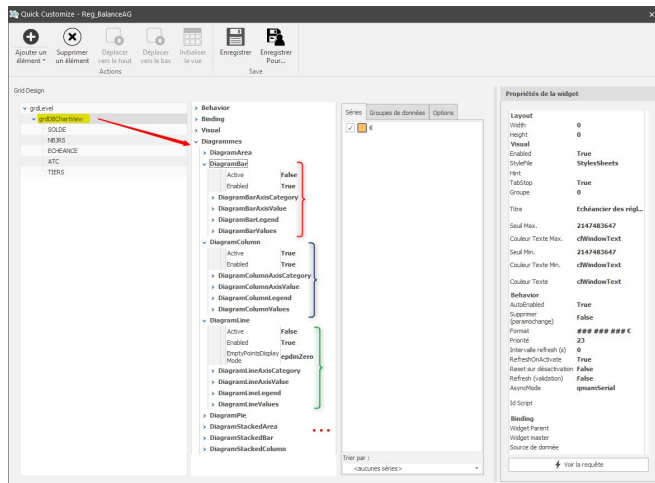 Quick Customize - Reg_BalanceAG
Ajouter un élément
Supprimer un élément
Déplacer vers le haut
Déplacer vers le bas
Initialiser la vue
Enregistrer
Enregistrer Pour...
Actions
Save
Grid Design
grdLevel
grdDBChartView
SOLDE
NBJRS
ECHEANCE
ATC
TIERS
Behavior
Binding
Visual
Diagrammes
DiagramArea
DiagramBar
Active False
Enabled True
DiagramBarAxisCategory
DiagramBarAxisValue
DiagramBarLegend
DiagramBarValues
DiagramColumn
Active True
Enabled True
DiagramColumnAxisCategory
DiagramColumnAxisValue
DiagramColumnLegend
DiagramColumnValues
DiagramLine
Active False
Enabled True
EmptyPointsDisplay Mode epdmZero
DiagramLineAxisCategory
DiagramLineAxisValue
DiagramLineLegend
DiagramLineValues
DiagramPie
DiagramStackedArea
DiagramStackedBar
DiagramStackedColumn
Séries Groupes de données Options
€
Trier par :
<aucunes séries>
Propriétés de la widget
Layout
Width 0
Height 0
Visual
Enabled True
StyleFile StylesSheets
Hint
TabStop True
Groupe 0
Titre Echéancier des régl...
Seuil Max. 2147483647
Couleur Texte Max. clWindowText
Seuil Min. 2147483647
Couleur Texte Min. clWindowText
Couleur Texte clWindowText
Behavior
AutoEnabled True
Supprimer (paramschange) False
Format ### ### ### €
Priorité 23
Intervalle refresh (s) 0
RefreshOnActivate True
Reset sur désactivation False
Refresh (validation) False
AsyncMode qmamSerial
Id Script
Binding
Widget Parent
Widget master
Source de donnée
Voir la requête